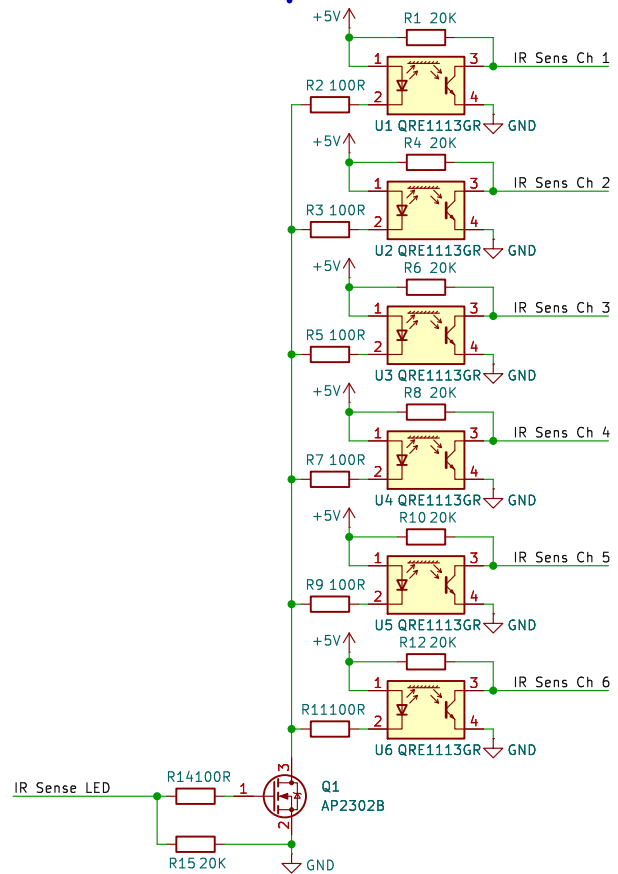 +5V R1 20K
1 3 IR Sens Ch 1
R2 100R 2 4
U1 QRE1113GR GND
+5V R4 20K
1 3 IR Sens Ch 2
R3 100R 2 4
U2 QRE1113GR GND
+5V R6 20K
1 3 IR Sens Ch 3
R5 100R 2 4
U3 QRE1113GR GND
+5V R8 20K
1 3 IR Sens Ch 4
R7 100R 2 4
U4 QRE1113GR GND
+5V R10 20K
1 3 IR Sens Ch 5
R9 100R 2 4
U5 QRE1113GR GND
+5V R12 20K
1 3 IR Sens Ch 6
R11 100R 2 4
U6 QRE1113GR GND
3
IR Sense LED R14 100R 1 Q1
AP2302B
2
R15 20K GND